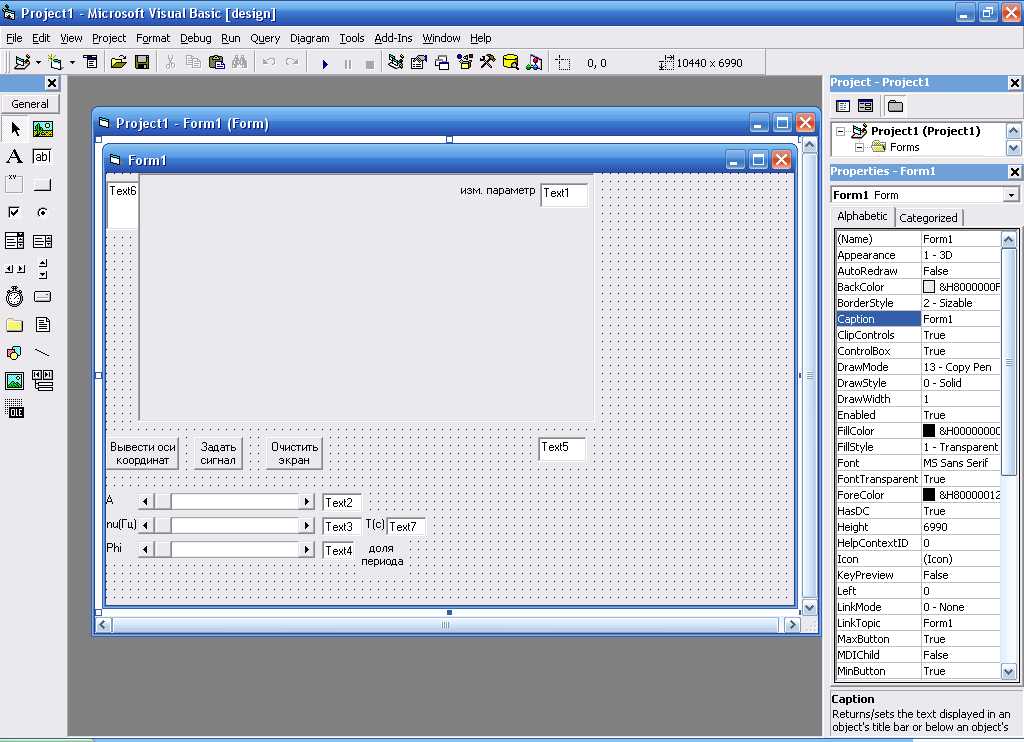 Project1 - Microsoft Visual Basic [design]
File Edit View Project Format Debug Run Query Diagram Tools Add-Ins Window Help
0, 0 10440 x 6990
General
A ab|
xy
OLE
Project1 - Form1 (Form)
Form1
Text6 изм. параметр Text1
Вывести оси координат
Задать сигнал
Очистить экран
Text5
A Text2
nu(Гц) Text3 T(c) Text7
Phi Text4 доля
периода
Project - Project1
Project1 (Project1)
Forms
Properties - Form1
Form1 Form
Alphabetic Categorized
(Name) Form1
Appearance 1 - 3D
AutoRedraw False
BackColor &H8000000F
BorderStyle 2 - Sizable
Caption Form1
ClipControls True
ControlBox True
DrawMode 13 - Copy Pen
DrawStyle 0 - Solid
DrawWidth 1
Enabled True
FillColor &H00000000
FillStyle 1 - Transparent
Font MS Sans Serif
FontTransparent True
ForeColor &H80000012
HasDC True
Height 6990
HelpContextID 0
Icon (Icon)
KeyPreview False
Left 0
LinkMode 0 - None
LinkTopic Form1
MaxButton True
MDIChild False
MinButton True
Caption
Returns/sets the text displayed in an
object's title bar or below an object's